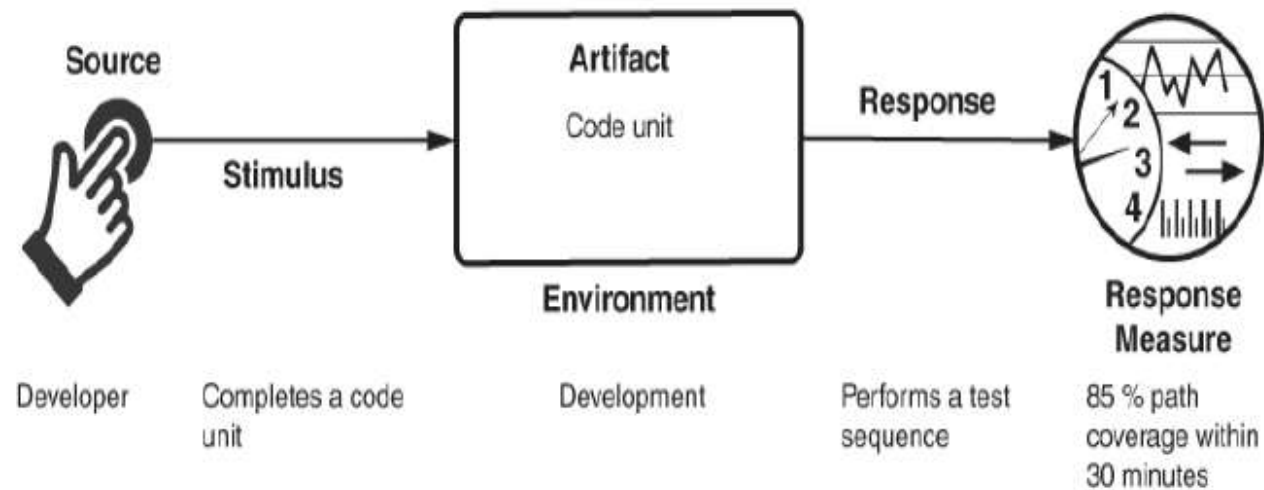 Source
Stimulus
Artifact
Code unit
Environment
Response
1
2
3
4
Response
Measure
Developer
Completes a code
unit
Development
Performs a test
sequence
85 % path
coverage within
30 minutes